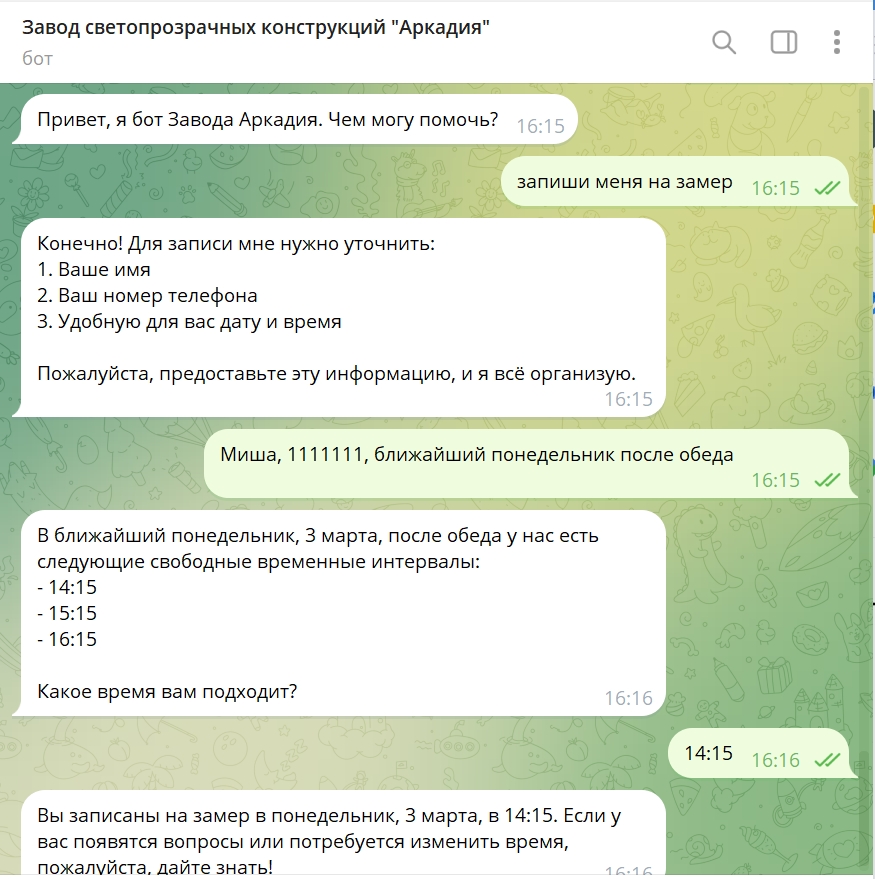 Завод светопрозрачных конструкций "Аркадия"
бот
Привет, я бот Завода Аркадия. Чем могу помочь?
16:15
запиши меня на замер
16:15
Конечно! Для записи мне нужно уточнить:
1. Ваше имя
2. Ваш номер телефона
3. Удобную для вас дату и время
Пожалуйста, предоставьте эту информацию, и я всё организую.
16:15
Миша, 1111111, ближайший понедельник после обеда
16:15
В ближайший понедельник, 3 марта, после обеда у нас есть
следующие свободные временные интервалы:
- 14:15
- 15:15
- 16:15
Какое время вам подходит?
16:16
14:15
16:16
Вы записаны на замер в понедельник, 3 марта, в 14:15. Если у
вас появятся вопросы или потребуется изменить время,
пожалуйста, дайте знать!
16:16